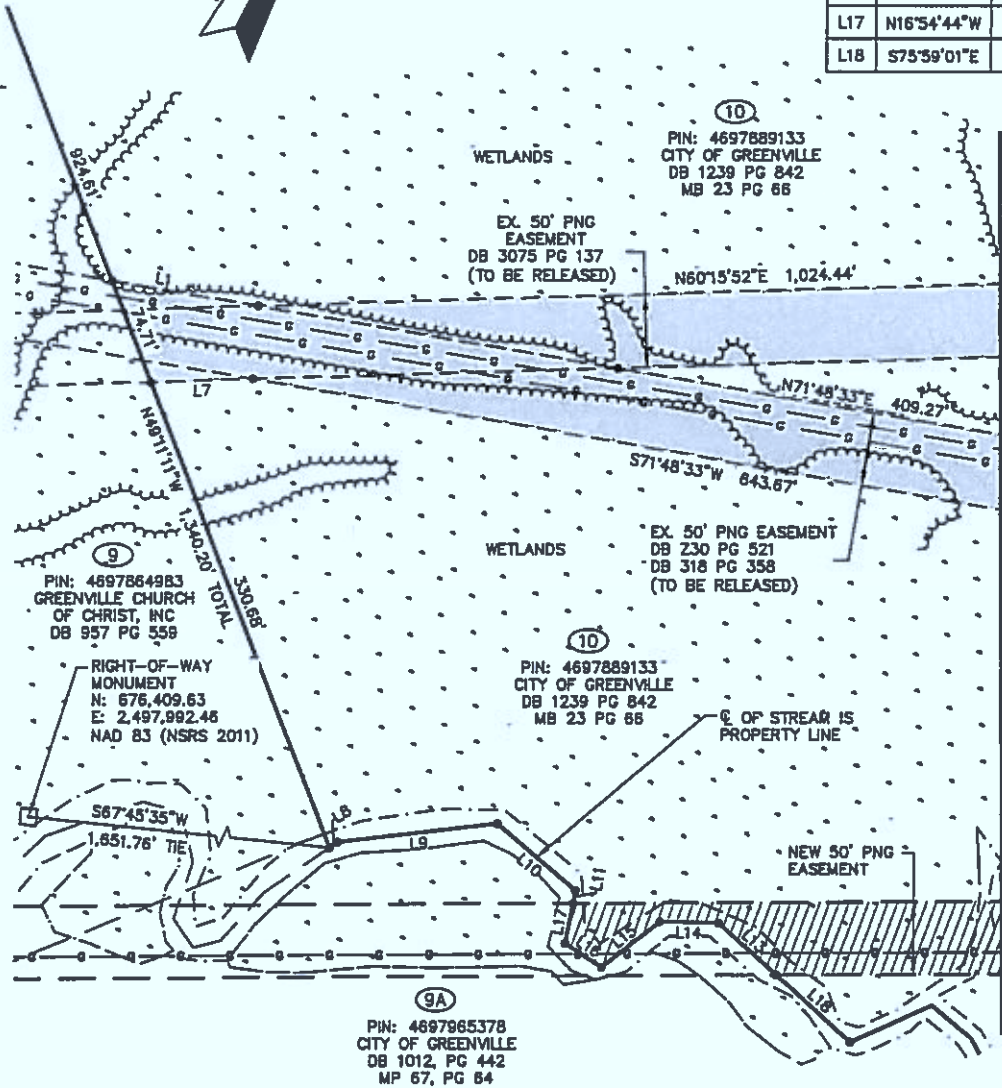 L17 N16°54'44"W
L18 S75°59'01"E
10
PIN: 4697889133
CITY OF GREENVILLE
DB 1239 PG 842
MB 23 PG 66
WETLANDS
924.61'
EX. 50' PNG
EASEMENT
DB 3075 PG 137
(TO BE RELEASED)
N60°15'52"E 1,024.44'
L1
74.71'
G G G G G G G G
L7
N71°48'33"E 409.27'
S71°48'33"W 643.67'
N49°11'11"W 1,340.20' TOTAL
330.68'
WETLANDS
EX. 50' PNG EASEMENT
DB 230 PG 521
DB 318 PG 358
(TO BE RELEASED)
9
PIN: 4697864983
GREENVILLE CHURCH
OF CHRIST, INC
DB 957 PG 559
RIGHT-OF-WAY
MONUMENT
N: 676,409.63
E: 2,497,992.46
NAD 83 (NSRS 2011)
10
PIN: 4697889133
CITY OF GREENVILLE
DB 1239 PG 842
MB 23 PG 66
℄ OF STREAM IS
PROPERTY LINE
S67°45'35"W
1,651.76' TIE
L8
L9
L10
L11
NEW 50' PNG
EASEMENT
L17
L16
L15
L14
L13
L18
G G G G G G G G
9A
PIN: 4697965378
CITY OF GREENVILLE
DB 1012, PG 442
MP 67, PG 64